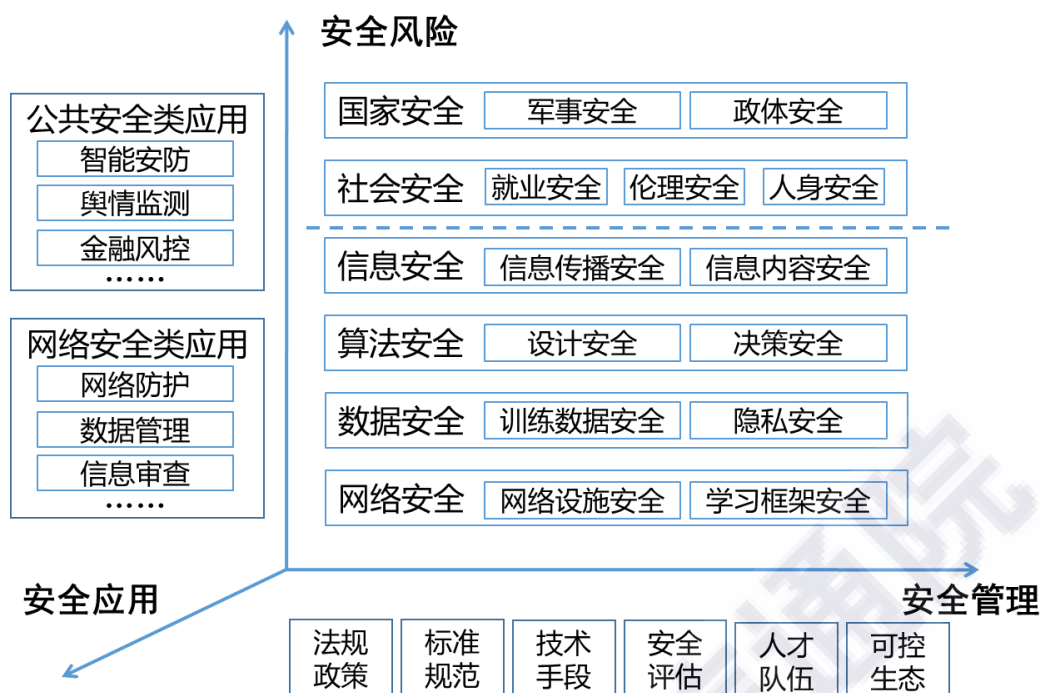 安全风险
公共安全类应用
智能安防
舆情监测
金融风控
……
网络安全类应用
网络防护
数据管理
信息审查
……
国家安全 军事安全 政体安全
社会安全 就业安全 伦理安全 人身安全
信息安全 信息传播安全 信息内容安全
算法安全 设计安全 决策安全
数据安全 训练数据安全 隐私安全
网络安全 网络设施安全 学习框架安全
安全应用
安全管理
法规
政策
标准
规范
技术
手段
安全
评估
人才
队伍
可控
生态
通院